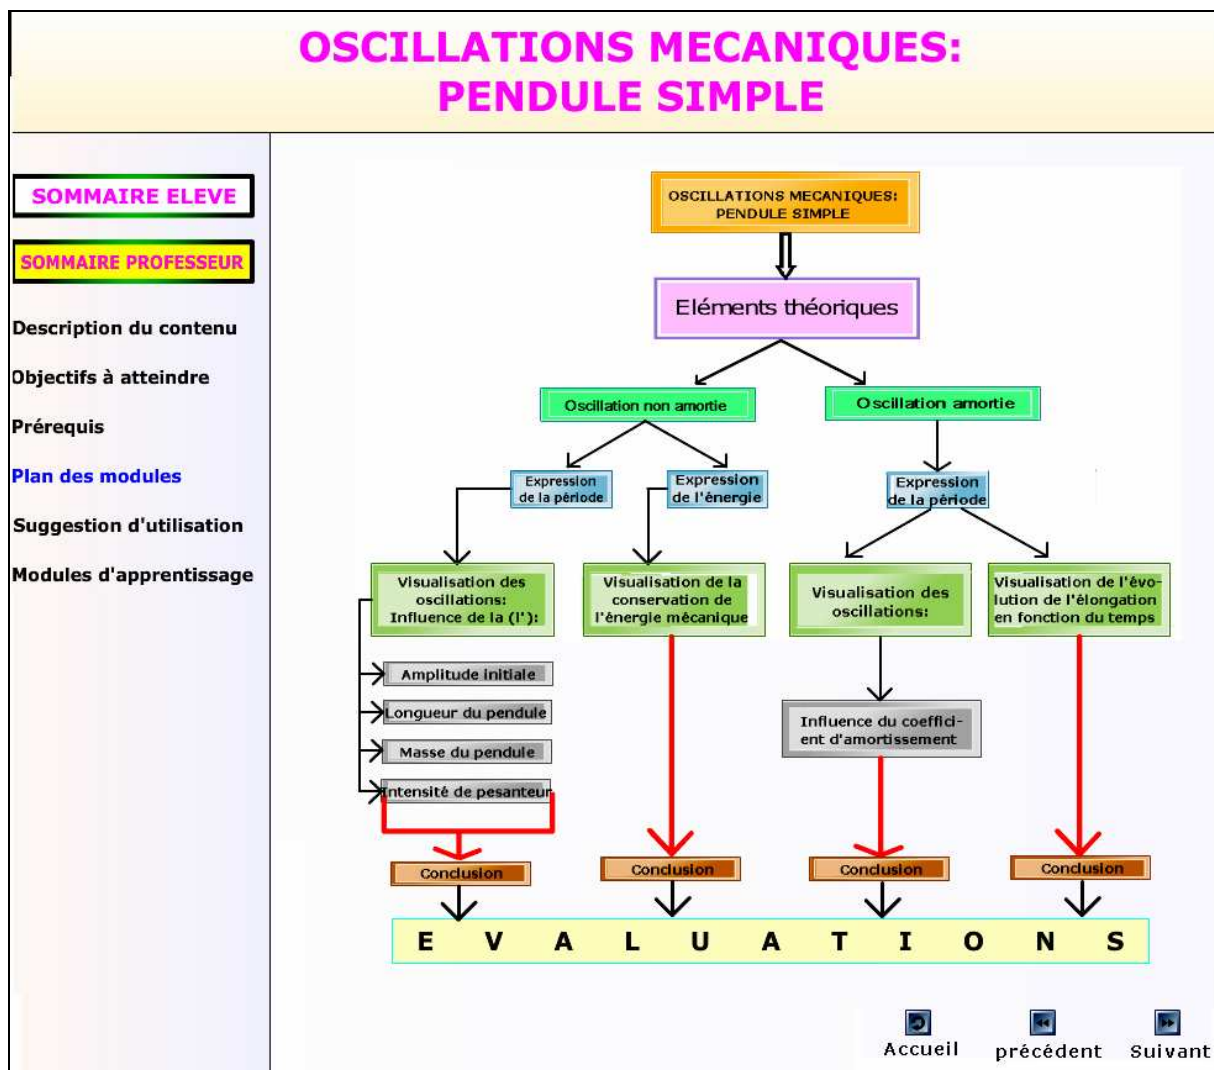 OSCILLATIONS MECANIQUES:
PENDULE SIMPLE
SOMMAIRE ELEVE
SOMMAIRE PROFESSEUR
Description du contenu
Objectifs à atteindre
Prérequis
Plan des modules
Suggestion d'utilisation
Modules d'apprentissage
OSCILLATIONS MECANIQUES:
PENDULE SIMPLE
Eléments théoriques
Oscillation non amortie
Oscillation amortie
Expression
de la période
Expression
de l'énergie
Expression
de la période
Visualisation des
oscillations:
Influence de la (l'):
Visualisation de la
conservation de
l'énergie mécanique
Visualisation des
oscillations:
Visualisation de l'évo-
lution de l'élongation
en fonction du temps
Amplitude initiale
Longueur du pendule
Masse du pendule
Intensité de pesanteur
Influence du coeffici-
ent d'amortissement
Conclusion
Conclusion
Conclusion
Conclusion
E V A L U A T I O N S
Accueil
précédent
Suivant